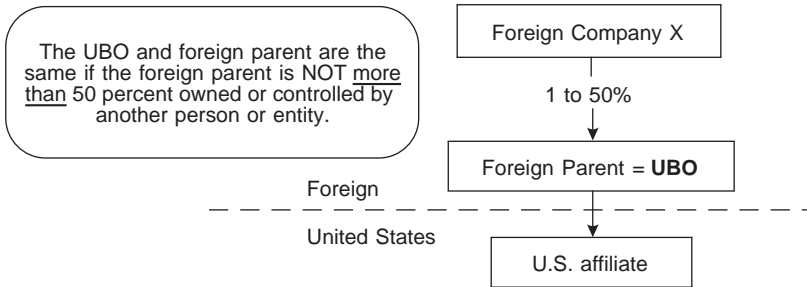 The UBO and foreign parent are the
same if the foreign parent is NOT more
than 50 percent owned or controlled by
another person or entity.
Foreign Company X
1 to 50%
Foreign Parent = UBO
Foreign
United States
U.S. affiliate